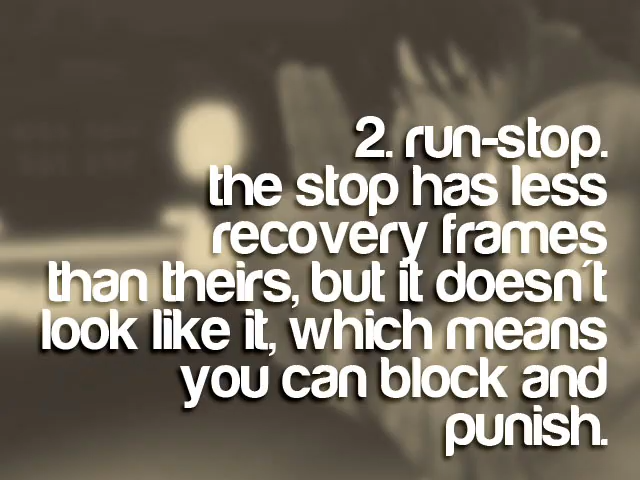 2. run-stop.
the stop has less
recovery frames
than theirs, but it doesn´t
look like it, which means
you can block and
punish.